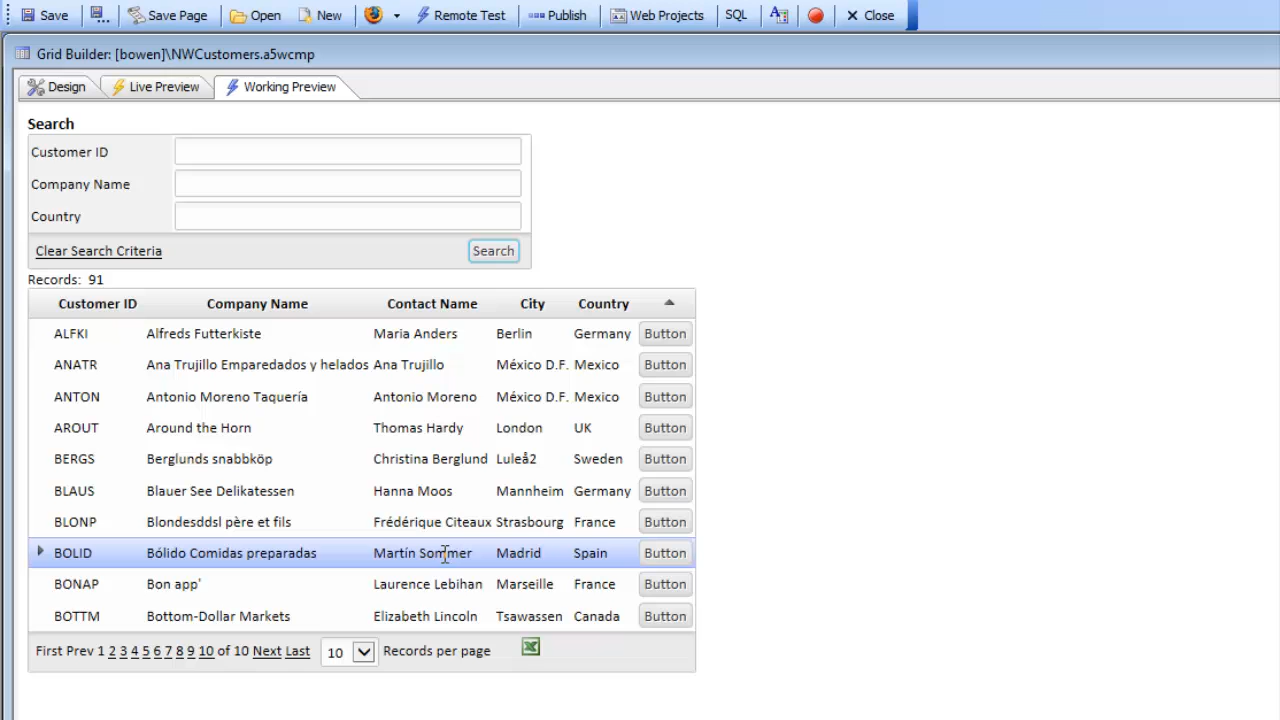 Save Save Page Open New Remote Test Publish Web Projects SQL A Close
Grid Builder: [bowen]\NWCustomers.a5wcmp
Design Live Preview Working Preview
Search
Customer ID
Company Name
Country
Clear Search Criteria Search
Records: 91
Customer ID Company Name Contact Name City Country
ALFKI Alfreds Futterkiste Maria Anders Berlin Germany Button
ANATR Ana Trujillo Emparedados y helados Ana Trujillo México D.F. Mexico Button
ANTON Antonio Moreno Taquería Antonio Moreno México D.F. Mexico Button
AROUT Around the Horn Thomas Hardy London UK Button
BERGS Berglunds snabbköp Christina Berglund Luleå2 Sweden Button
BLAUS Blauer See Delikatessen Hanna Moos Mannheim Germany Button
BLONP Blondesddsl père et fils Frédérique Citeaux Strasbourg France Button
BOLID Bólido Comidas preparadas Martín Sommer Madrid Spain Button
BONAP Bon app' Laurence Lebihan Marseille France Button
BOTTM Bottom-Dollar Markets Elizabeth Lincoln Tsawassen Canada Button
First Prev 1 2 3 4 5 6 7 8 9 10 of 10 Next Last 10 Records per page